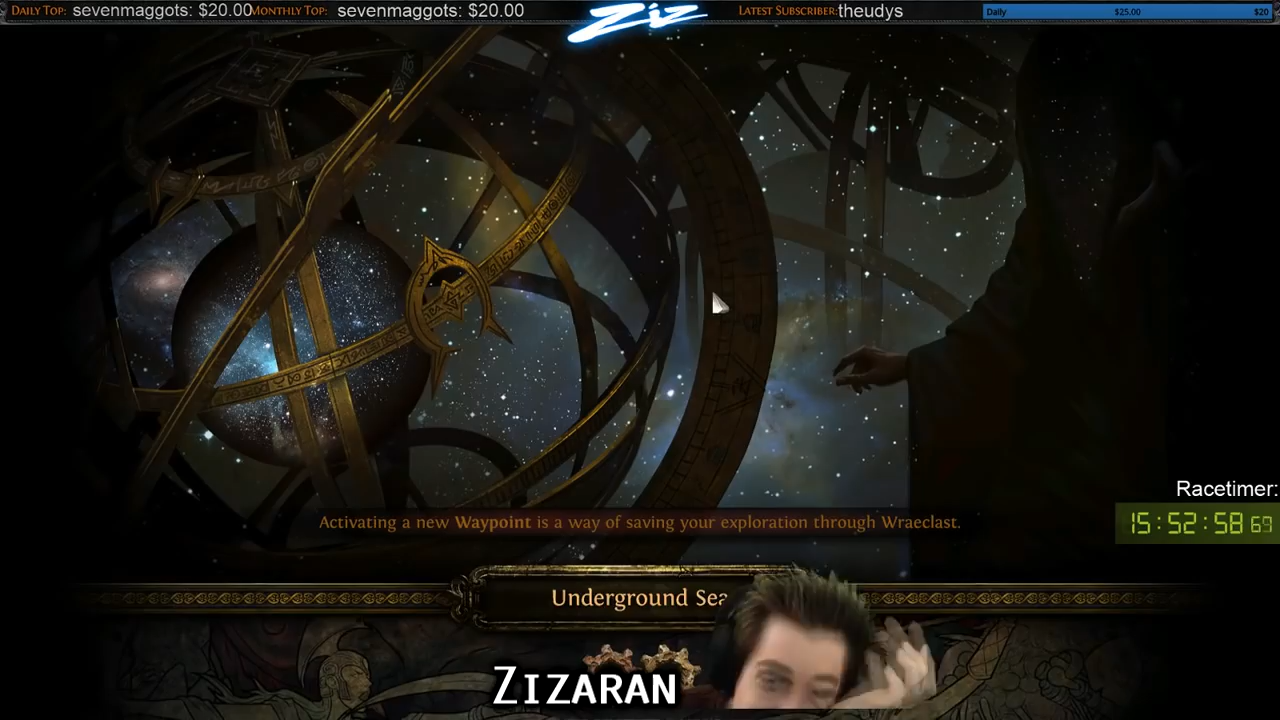 DAILY TOP: sevenmaggots: $20.00 MONTHLY TOP: sevenmaggots: $20.00 ZIZ LATEST SUBSCRIBER: theudys Daily $25.00 $20
Activating a new Waypoint is a way of saving your exploration through Wraeclast.
Racetimer:
15:52:58 69
Underground Sea
ZIZARAN